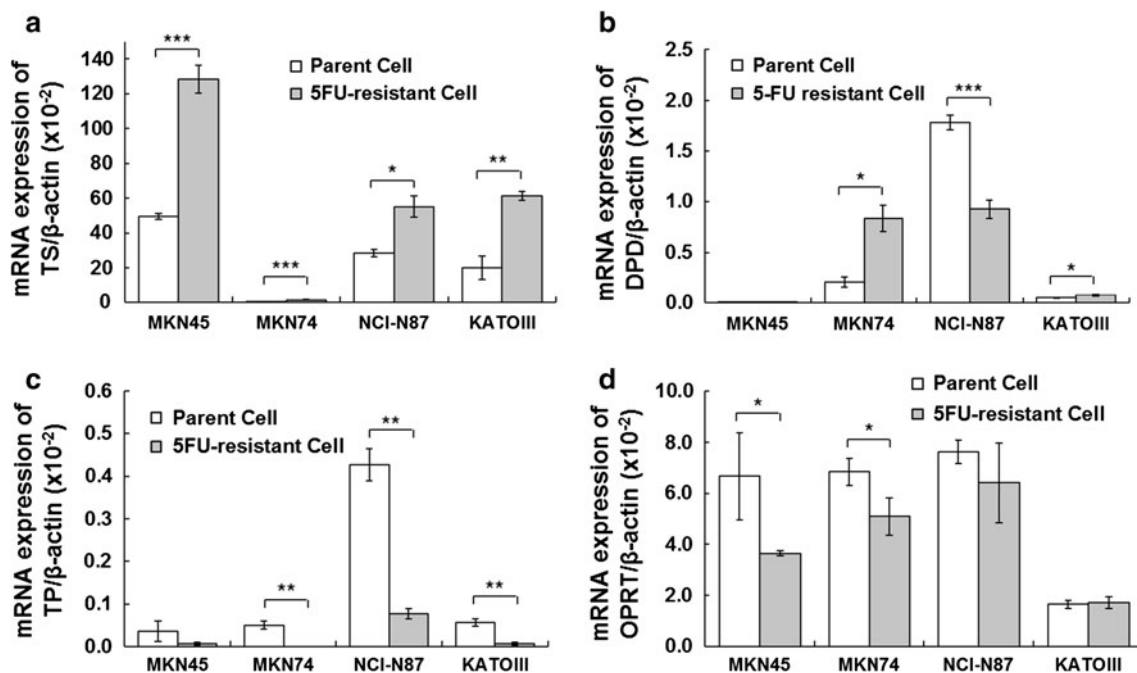 a
mRNA expression of
TS/β-actin (x10⁻²)
140
120
100
80
60
40
20
0
***
***
*
**
Parent Cell
5FU-resistant Cell
MKN45 MKN74 NCI-N87 KATOIII
b
mRNA expression of
DPD/β-actin (x10⁻²)
2.5
2.0
1.5
1.0
0.5
0.0
Parent Cell
5-FU resistant Cell
*
***
*
MKN45 MKN74 NCI-N87 KATOIII
c
mRNA expression of
TP/β-actin (x10⁻²)
0.6
0.5
0.4
0.3
0.2
0.1
0.0
Parent Cell
5FU-resistant Cell
**
**
**
MKN45 MKN74 NCI-N87 KATOIII
d
mRNA expression of
OPRT/β-actin (x10⁻²)
10.0
8.0
6.0
4.0
2.0
0.0
Parent Cell
5FU-resistant Cell
*
*
MKN45 MKN74 NCI-N87 KATOIII